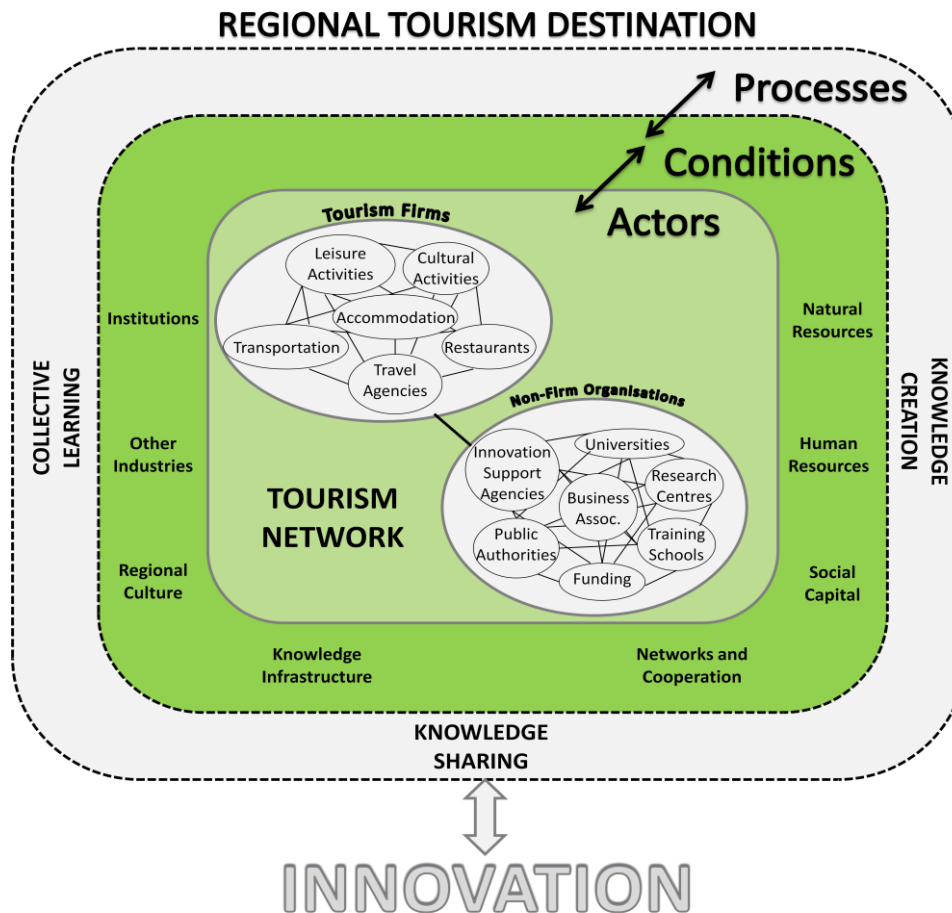 REGIONAL TOURISM DESTINATION
Processes
Conditions
Actors
Tourism Firms
Leisure
Activities
Cultural
Activities
Accommodation
Transportation
Restaurants
Travel
Agencies
Non-Firm Organisations
Innovation
Support
Agencies
Universities
Research
Centres
Business
Assoc.
Public
Authorities
Training
Schools
Funding
TOURISM
NETWORK
Institutions
Other
Industries
Regional
Culture
Knowledge
Infrastructure
Networks and
Cooperation
Natural
Resources
Human
Resources
Social
Capital
COLLECTIVE
LEARNING
KNOWLEDGE
CREATION
KNOWLEDGE
SHARING
INNOVATION